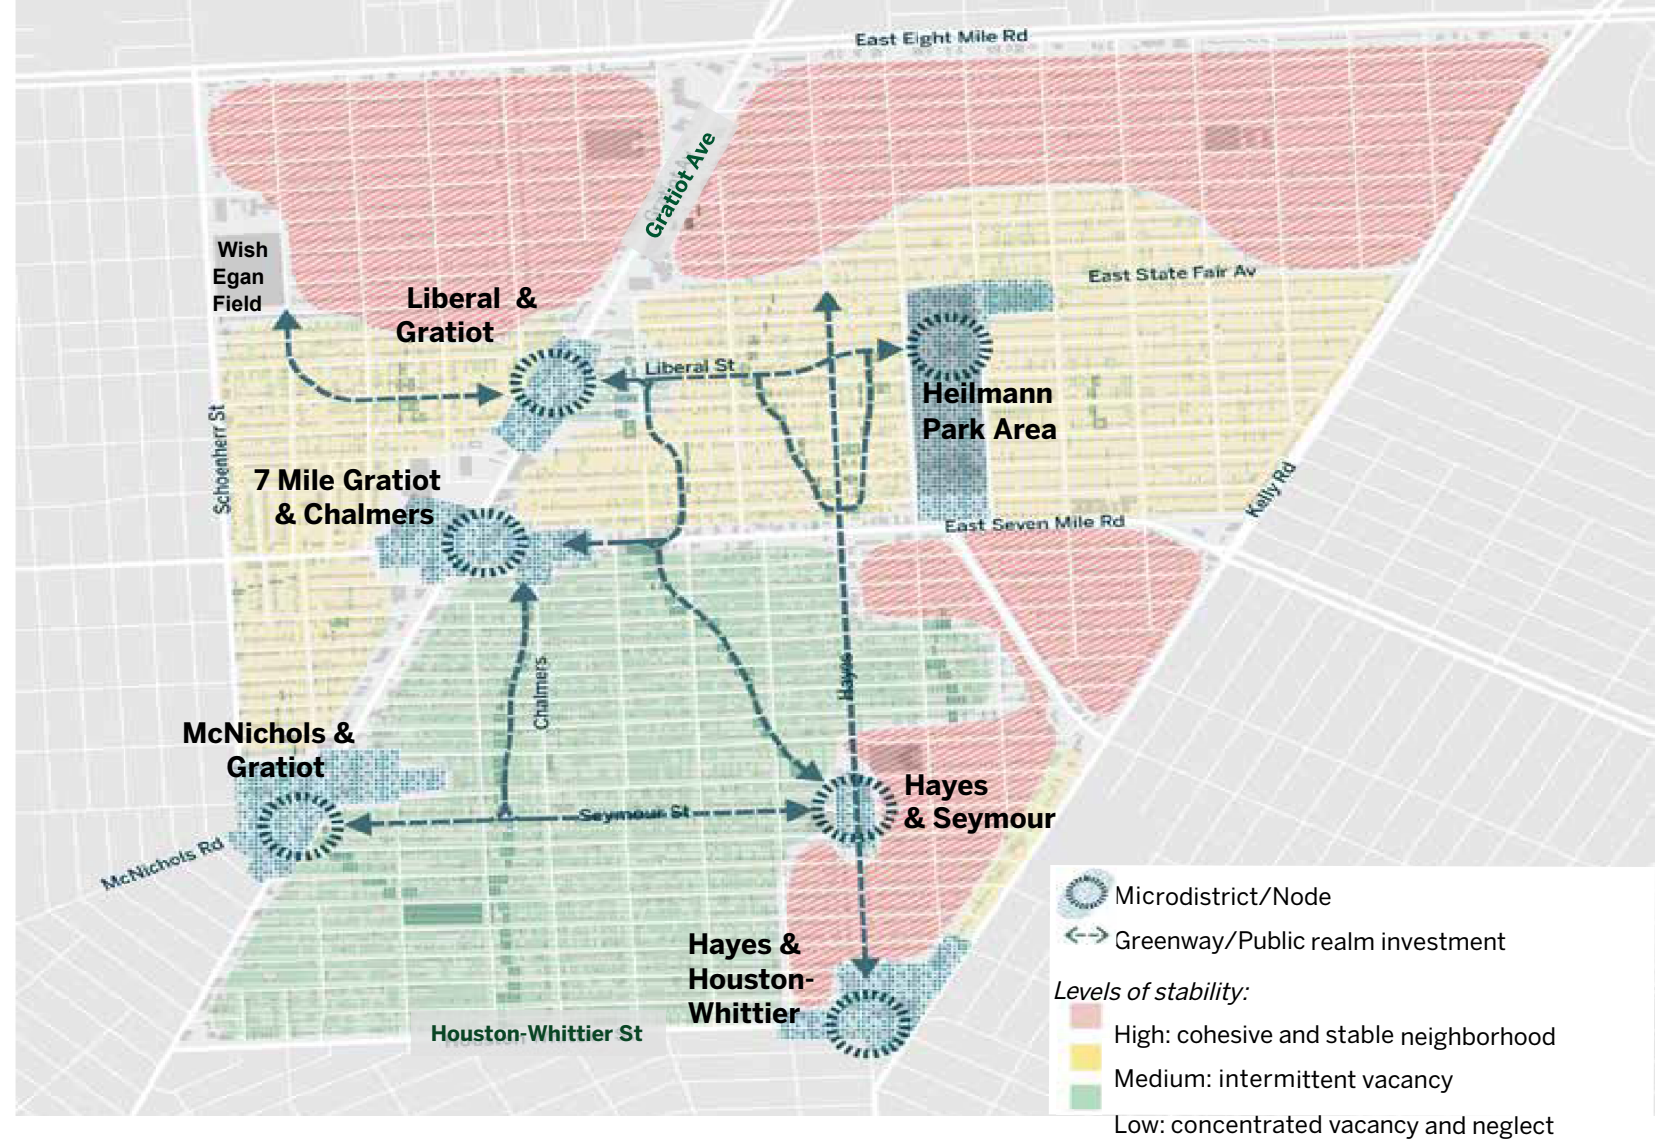 East Eight Mile Rd
Gratiot Ave
Wish
Egan
Field
East State Fair Av
Liberal &
Gratiot
Liberal St
Heilmann
Park Area
Schoenherr St
7 Mile Gratiot
& Chalmers
Kelly Rd
East Seven Mile Rd
Chalmers
Hayes
McNichols &
Gratiot
Hayes
& Seymour
Seymour St
McNichols Rd
Hayes &
Houston-
Whittier
Houston-Whittier St
Microdistrict/Node
Greenway/Public realm investment
Levels of stability:
High: cohesive and stable neighborhood
Medium: intermittent vacancy
Low: concentrated vacancy and neglect